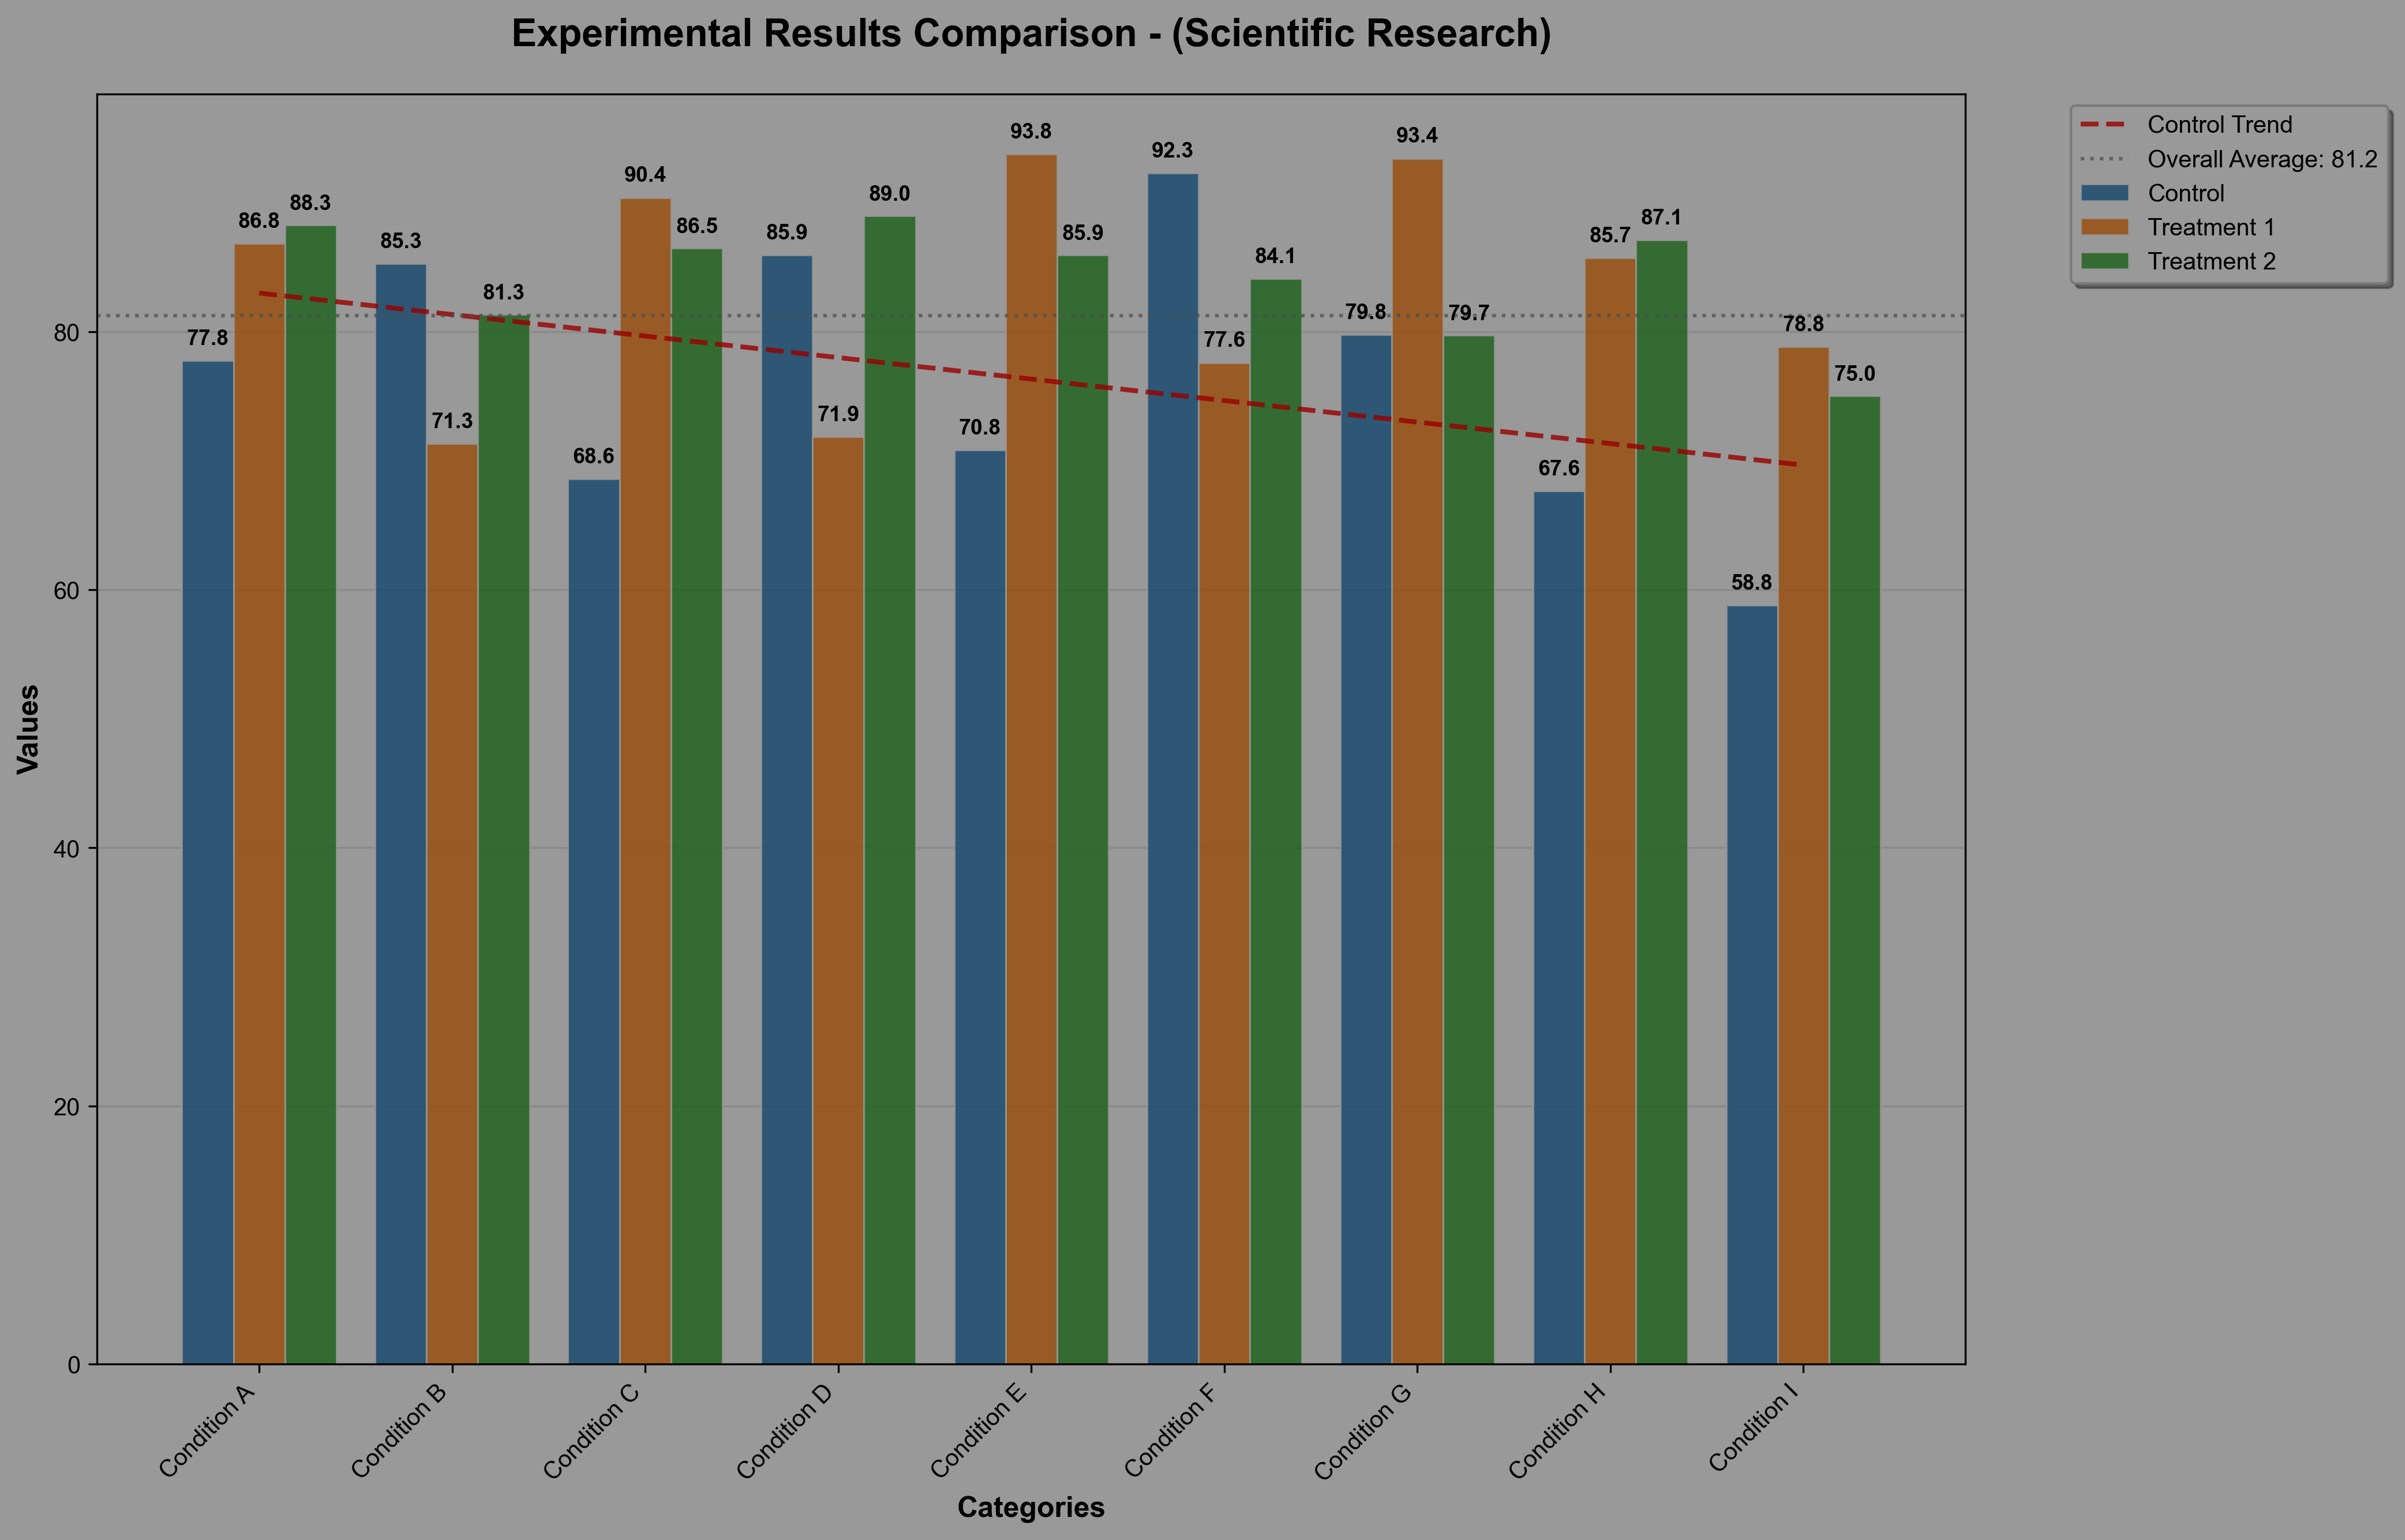 Experimental Results Comparison - (Scientific Research)
Control Trend
Overall Average: 81.2
Control
Treatment 1
Treatment 2
Values
80
60
40
20
0
77.8
86.8
88.3
85.3
71.3
81.3
68.6
90.4
86.5
85.9
71.9
89.0
70.8
93.8
85.9
92.3
77.6
84.1
79.8
93.4
79.7
67.6
85.7
87.1
58.8
78.8
75.0
Condition A
Condition B
Condition C
Condition D
Condition E
Condition F
Condition G
Condition H
Condition I
Categories